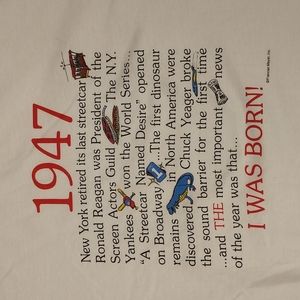 1947
New York retired its last streetcar
Ronald Reagan was President of the
Screen Actors Guild The N.Y.
Yankees won the World Series...
"A Streetcar Named Desire" opened
on Broadway ...The first dinosaur
remains in North America were
discovered Chuck Yeager broke
the sound barrier for the first time
...and THE most important news
of the year was that...
I WAS BORN!